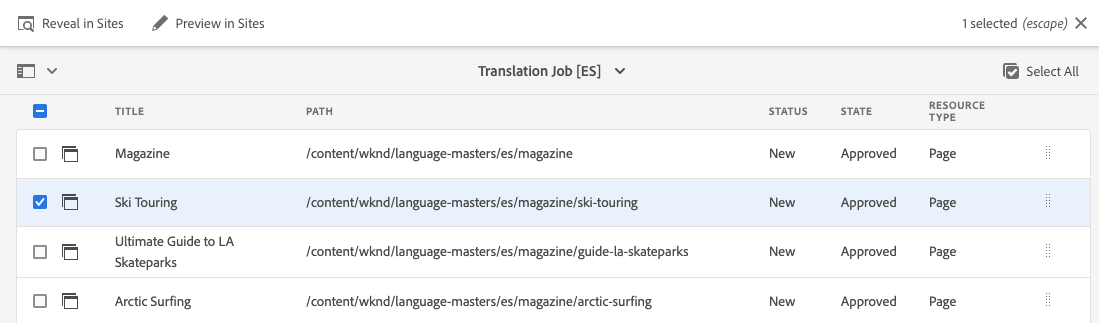 Reveal in Sites Preview in Sites 1 selected (escape)
Translation Job [ES] Select All
TITLE PATH STATUS STATE RESOURCE TYPE
Magazine /content/wknd/language-masters/es/magazine New Approved Page
Ski Touring /content/wknd/language-masters/es/magazine/ski-touring New Approved Page
Ultimate Guide to LA Skateparks /content/wknd/language-masters/es/magazine/guide-la-skateparks New Approved Page
Arctic Surfing /content/wknd/language-masters/es/magazine/arctic-surfing New Approved Page